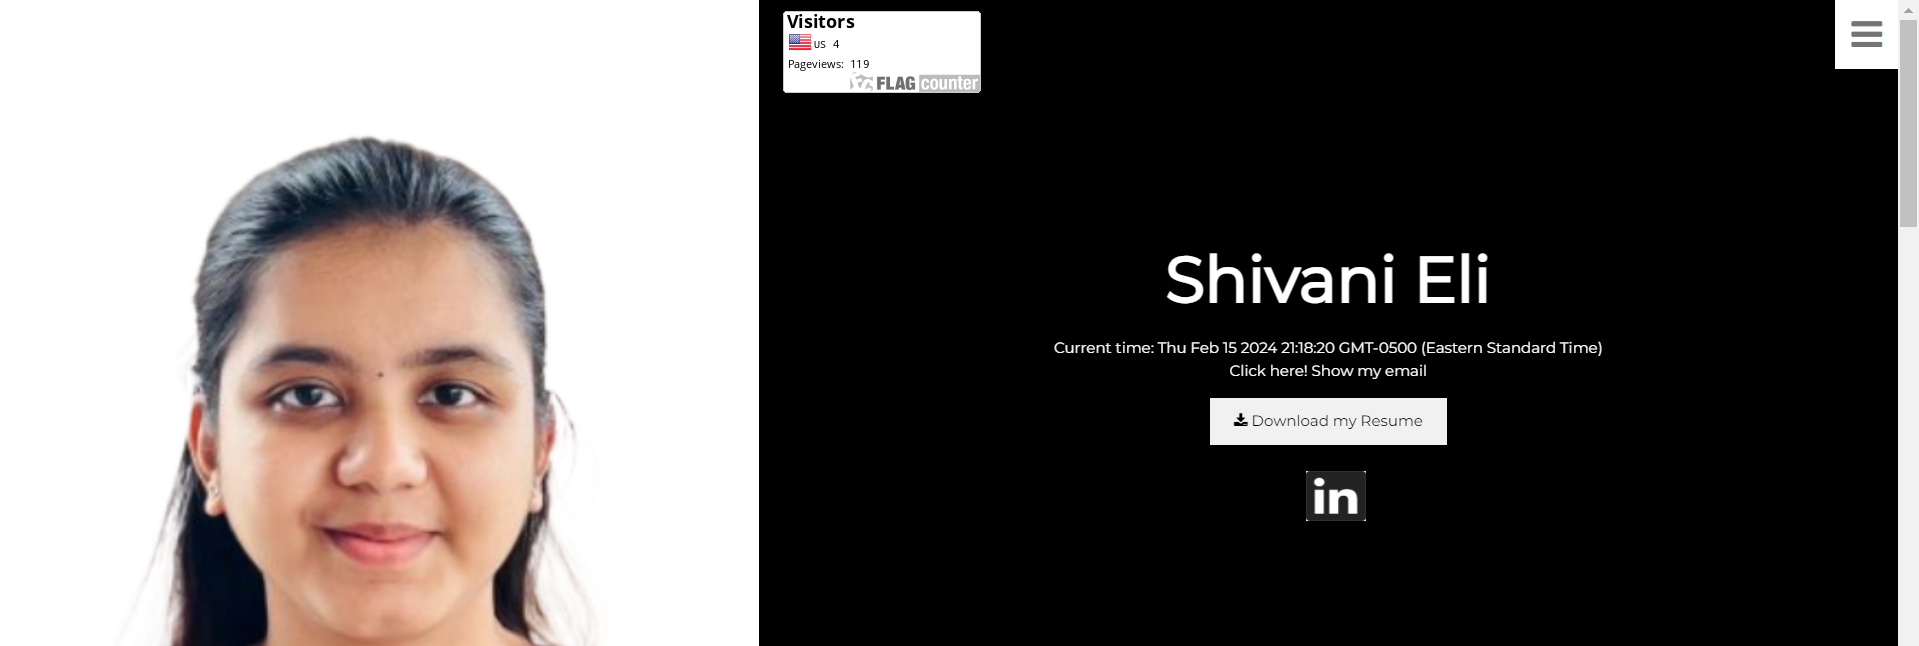 Visitors
US 4
Pageviews: 119
FLAG counter
Shivani Eli
Current time: Thu Feb 15 2024 21:18:20 GMT-0500 (Eastern Standard Time)
Click here! Show my email
Download my Resume
in